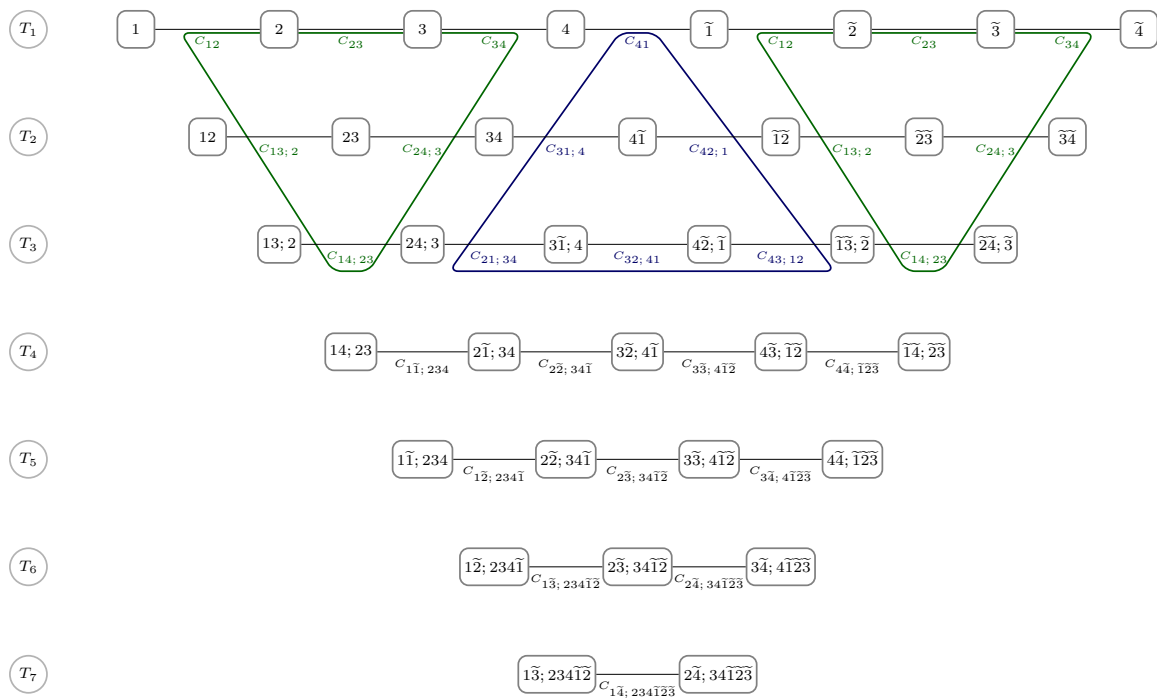 T₁ 1 2 3 4 1̃ 2̃ 3̃ 4̃
C₁₂ C₂₃ C₃₄ C₄₁ C₁₂ C₂₃ C₃₄
T₂ 12 23 34 41̃ 1̃2̃ 2̃3̃ 3̃4̃
C₁₃; ₂ C₂₄; ₃ C₃₁; ₄ C₄₂; ₁ C₁₃; ₂ C₂₄; ₃
T₃ 13; 2 24; 3 31̃; 4 42̃; 1̃ 1̃3̃; 2̃ 2̃4̃; 3̃
C₁₄; ₂₃ C₂₁; ₃₄ C₃₂; ₄₁ C₄₃; ₁₂ C₁₄; ₂₃
T₄ 14; 23 21̃; 34 32̃; 41̃ 43̃; 1̃2̃ 1̃4̃; 2̃3̃
C₁₁̃; ₂₃₄ C₂₂̃; ₃₄₁̃ C₃₃̃; ₄₁̃₂̃ C₄₄̃; ₁̃₂̃₃̃
T₅ 11̃; 234 22̃; 341̃ 33̃; 41̃2̃ 44̃; 1̃2̃3̃
C₁₂̃; ₂₃₄₁̃ C₂₃̃; ₃₄₁̃₂̃ C₃₄̃; ₄₁̃₂̃₃̃
T₆ 12̃; 2341̃ 23̃; 341̃2̃ 34̃; 41̃2̃3̃
C₁₃̃; ₂₃₄₁̃₂̃ C₂₄̃; ₃₄₁̃₂̃₃̃
T₇ 13̃; 2341̃2̃ 24̃; 341̃2̃3̃
C₁₄̃; ₂₃₄₁̃₂̃₃̃